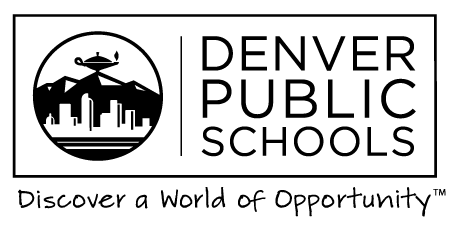 DENVER
PUBLIC
SCHOOLS
Discover a World of Opportunity™